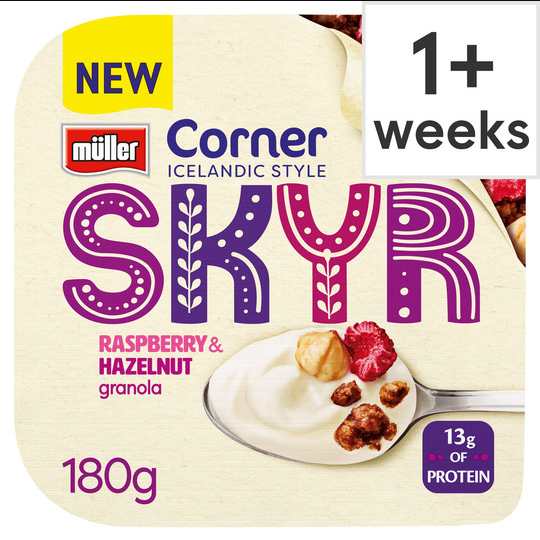 NEW
1+
weeks
müller
Corner
ICELANDIC STYLE
SKYR
RASPBERRY &
HAZELNUT
granola
13g
OF
PROTEIN
180g